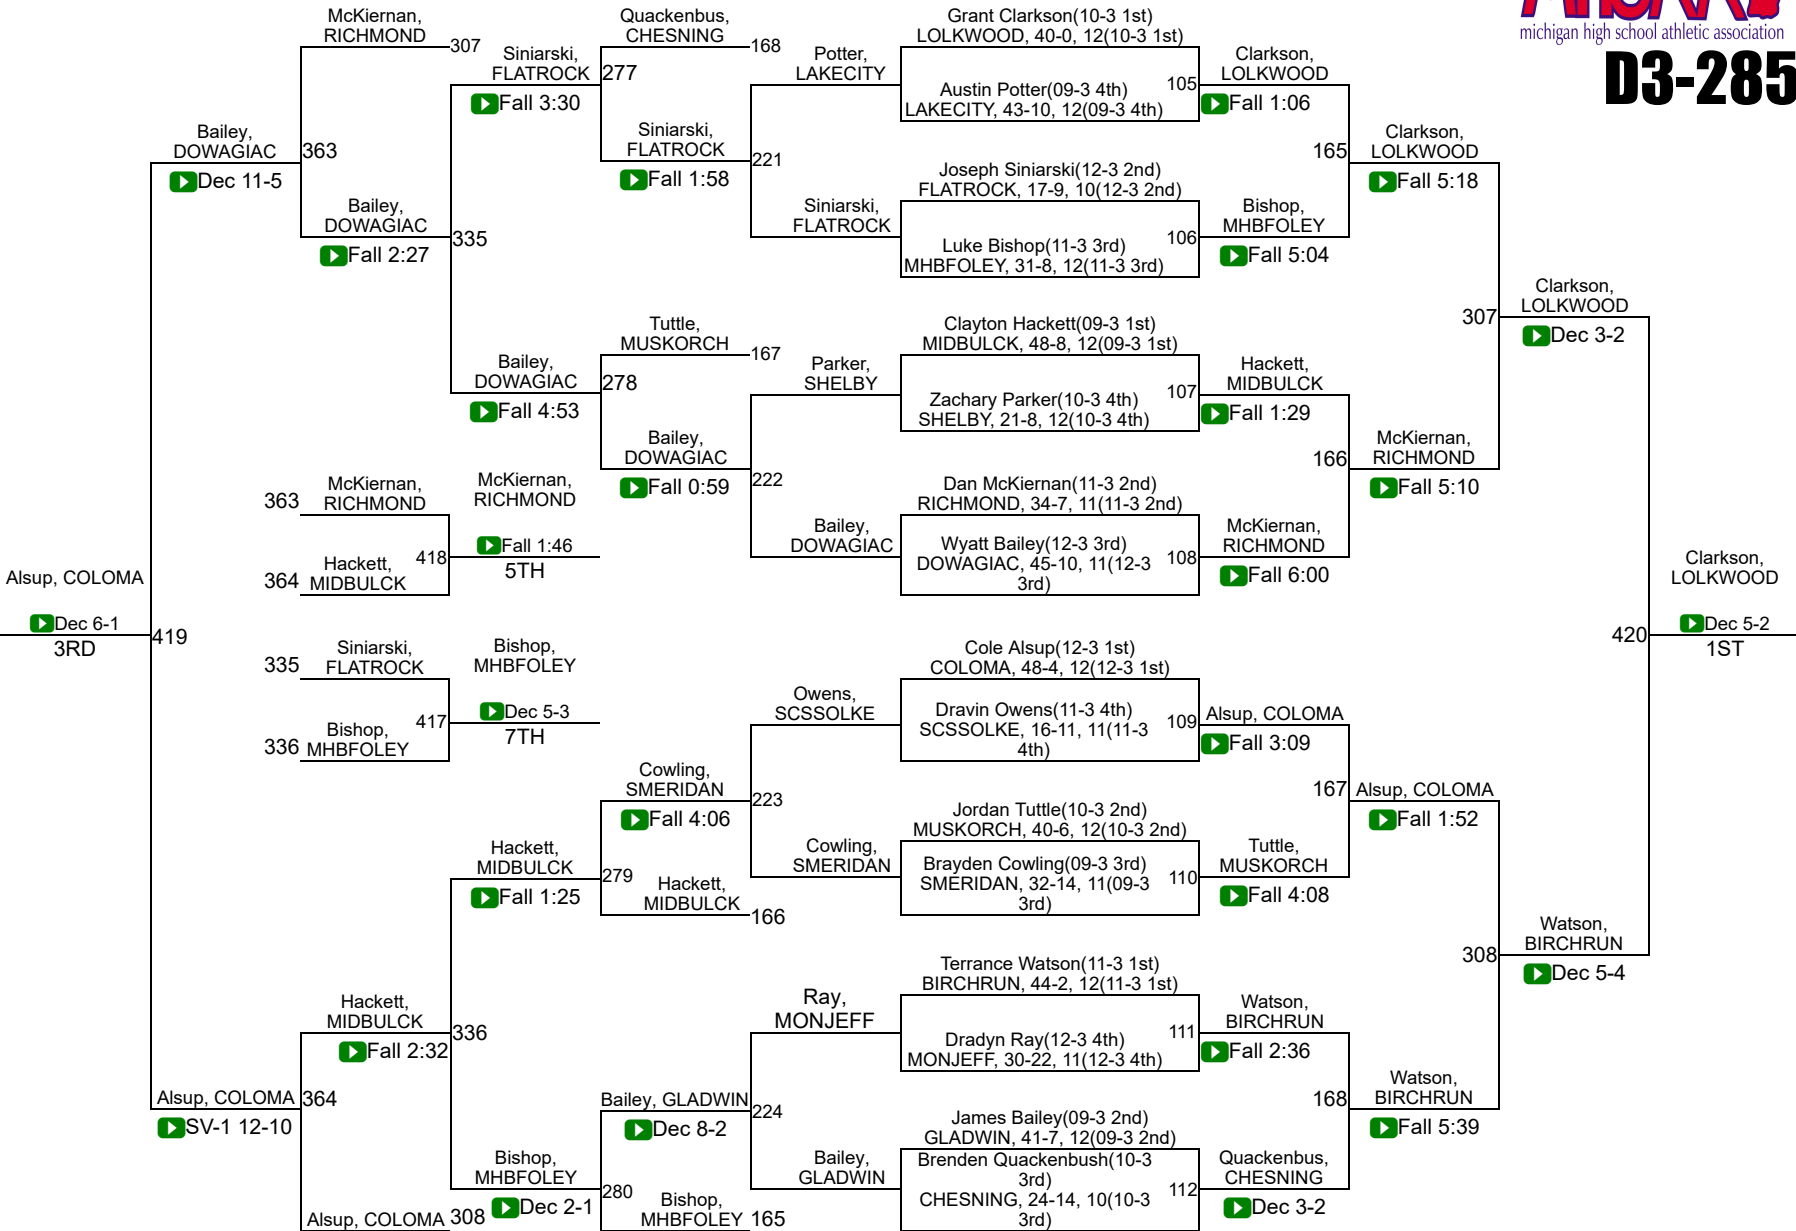 michigan high school athletic association
D3-285
McKiernan,
RICHMOND
307
Siniarski,
FLATROCK
277
Fall 3:30
Quackenbus,
CHESNING
168
Potter,
LAKECITY
Grant Clarkson(10-3 1st)
LOLKWOOD, 40-0, 12(10-3 1st)
Austin Potter(09-3 4th)
LAKECITY, 43-10, 12(09-3 4th)
105
Clarkson,
LOLKWOOD
Fall 1:06
Bailey,
DOWAGIAC
363
Dec 11-5
Siniarski,
FLATROCK
221
Fall 1:58
Clarkson,
LOLKWOOD
165
Fall 5:18
Joseph Siniarski(12-3 2nd)
FLATROCK, 17-9, 10(12-3 2nd)
Luke Bishop(11-3 3rd)
MHBFOLEY, 31-8, 12(11-3 3rd)
106
Siniarski,
FLATROCK
Bishop,
MHBFOLEY
Fall 5:04
Bailey,
DOWAGIAC
335
Fall 2:27
Clarkson,
LOLKWOOD
307
Dec 3-2
Tuttle,
MUSKORCH
167
Clayton Hackett(09-3 1st)
MIDBULCK, 48-8, 12(09-3 1st)
Zachary Parker(10-3 4th)
SHELBY, 21-8, 12(10-3 4th)
107
Bailey,
DOWAGIAC
278
Fall 4:53
Parker,
SHELBY
Hackett,
MIDBULCK
Fall 1:29
Bailey,
DOWAGIAC
222
Fall 0:59
McKiernan,
RICHMOND
166
Fall 5:10
363
McKiernan,
RICHMOND
McKiernan,
RICHMOND
418
Fall 1:46
5TH
364
Hackett,
MIDBULCK
Dan McKiernan(11-3 2nd)
RICHMOND, 34-7, 11(11-3 2nd)
Wyatt Bailey(12-3 3rd)
DOWAGIAC, 45-10, 11(12-3
3rd)
108
Bailey,
DOWAGIAC
McKiernan,
RICHMOND
Fall 6:00
Alsup, COLOMA
419
Dec 6-1
3RD
Clarkson,
LOLKWOOD
420
Dec 5-2
1ST
335
Siniarski,
FLATROCK
Bishop,
MHBFOLEY
417
Dec 5-3
7TH
336
Bishop,
MHBFOLEY
Cole Alsup(12-3 1st)
COLOMA, 48-4, 12(12-3 1st)
Dravin Owens(11-3 4th)
SCSSOLKE, 16-11, 11(11-3
4th)
109
Owens,
SCSSOLKE
Alsup, COLOMA
Fall 3:09
Cowling,
SMERIDAN
223
Fall 4:06
167
Alsup, COLOMA
Fall 1:52
Jordan Tuttle(10-3 2nd)
MUSKORCH, 40-6, 12(10-3 2nd)
Brayden Cowling(09-3 3rd)
SMERIDAN, 32-14, 11(09-3
3rd)
110
Cowling,
SMERIDAN
Tuttle,
MUSKORCH
Fall 4:08
Hackett,
MIDBULCK
279
Fall 1:25
Hackett,
MIDBULCK
166
Watson,
BIRCHRUN
308
Dec 5-4
Terrance Watson(11-3 1st)
BIRCHRUN, 44-2, 12(11-3 1st)
Dradyn Ray(12-3 4th)
MONJEFF, 30-22, 11(12-3 4th)
111
Ray,
MONJEFF
Watson,
BIRCHRUN
Fall 2:36
Hackett,
MIDBULCK
336
Fall 2:32
Alsup, COLOMA
364
SV-1 12-10
Bailey, GLADWIN
224
Dec 8-2
Watson,
BIRCHRUN
168
Fall 5:39
James Bailey(09-3 2nd)
GLADWIN, 41-7, 12(09-3 2nd)
Brenden Quackenbush(10-3
3rd)
CHESNING, 24-14, 10(10-3
3rd)
112
Bailey,
GLADWIN
Quackenbus,
CHESNING
Dec 3-2
Bishop,
MHBFOLEY
280
Dec 2-1
Bishop,
MHBFOLEY
165
Alsup, COLOMA
308